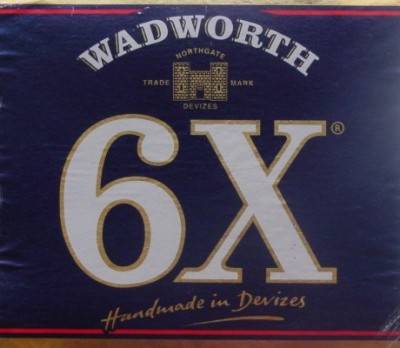 WADWORTH
NORTHGATE
TRADE MARK
DEVIZES
6X®
Handmade in Devizes